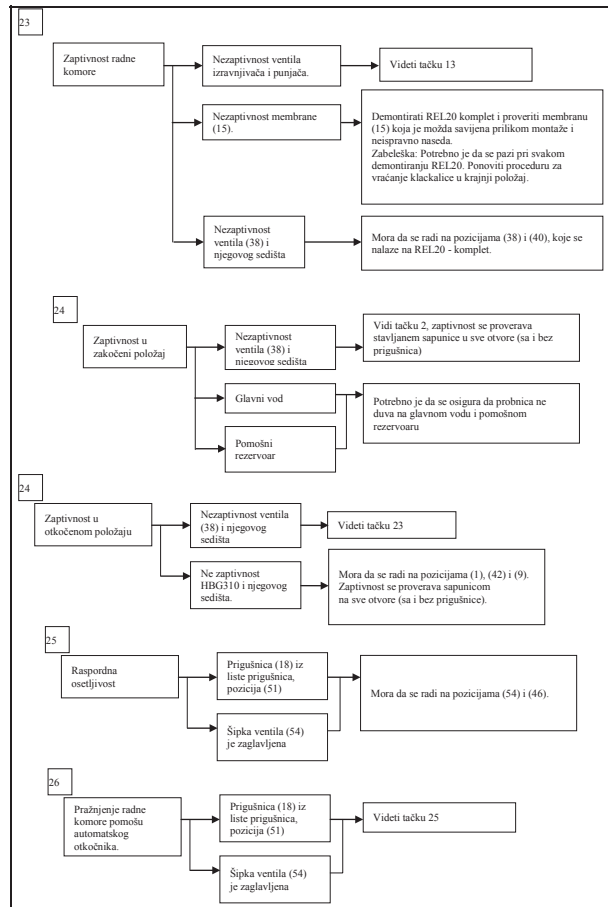 23
Zaptivnost radne
komore
Nezaptivnost ventila
izravnjivača i punjača.
Videti tačku 13
Nezaptivnost membrane
(15).
Demontirati REL20 komplet i proveriti membranu
(15) koja je možda savijena prilikom montaže i
neispravno naseda.
Zabeleška: Potrebno je da se pazi pri svakom
demontiranju REL20. Ponoviti proceduru za
vraćanje klackalice u krajnji položaj.
Nezaptivnost
ventila (38) i
njegovog sedišta
Mora da se radi na pozicijama (38) i (40), koje se
nalaze na REL20 - komplet.
24
Zaptivnost u
zakočeni položaj
Nezaptivnost
ventila (38) i
njegovog sedišta
Vidi tačku 2, zaptivnost se proverava
stavljanem sapunice u sve otvore (sa i bez
prigušnica)
Glavni vod
Pomošni
rezervoar
Potrebno je da se osigura da probnica ne
duva na glavnom vodu i pomošnom
rezervoaru
24
Zaptivnost u
otkočenom položaju
Nezaptivnost ventila
(38) i njegovog
sedišta
Videti tačku 23
Ne zaptivnost
HBG310 i njegovog
sedišta.
Mora da se radi na pozicijama (1), (42) i (9).
Zaptivnost se proverava sapunicom
na sve otvore (sa i bez prigušnice).
25
Raspordna
osetljivost
Prigušnica (18) iz
liste prigušnica,
pozicija (51)
Mora da se radi na pozicijama (54) i (46).
Šipka ventila (54)
je zaglavljena
26
Pražnjenje radne
komore pomošu
automatskog
otkočnika.
Prigušnica (18) iz
liste prigušnica,
pozicija (51)
Videti tačku 25
Šipka ventila (54)
je zaglavljena